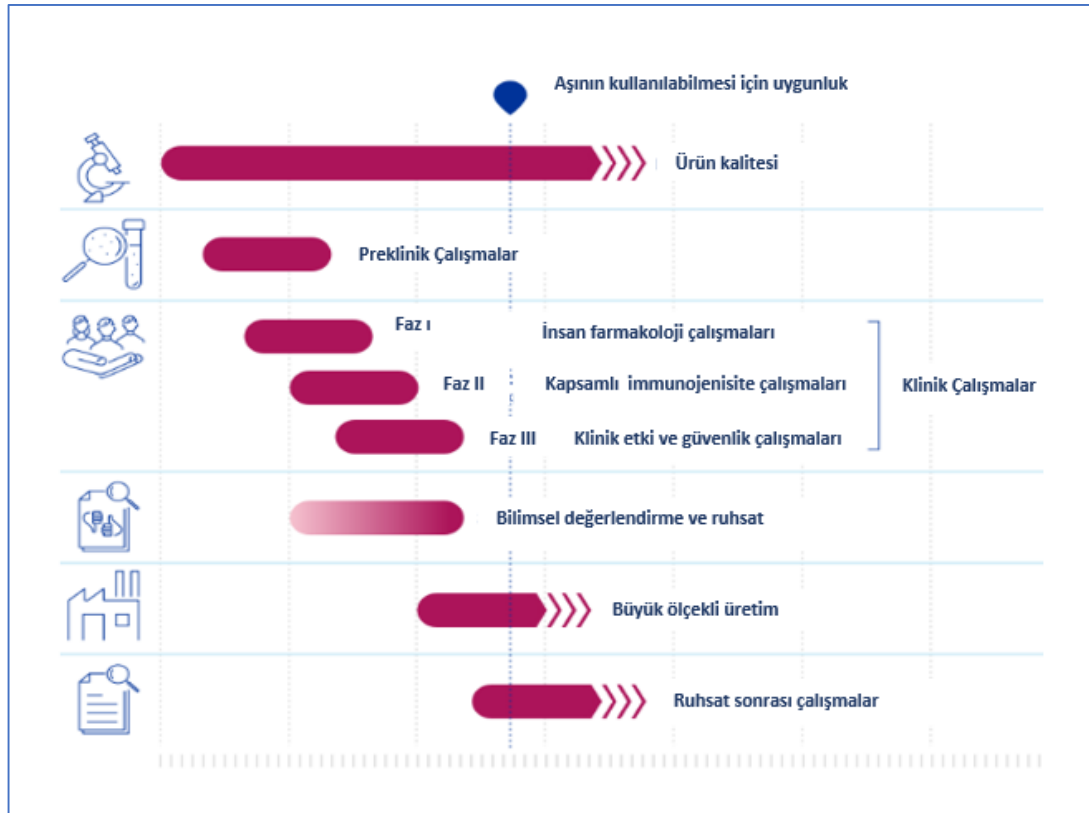 Aşının kullanılabilmesi için uygunluk
Ürün kalitesi
Preklinik Çalışmalar
Faz ı
İnsan farmakoloji çalışmaları
Faz II
Kapsamlı immunojenisite çalışmaları
Klinik Çalışmalar
Faz III
Klinik etki ve güvenlik çalışmaları
Bilimsel değerlendirme ve ruhsat
Büyük ölçekli üretim
Ruhsat sonrası çalışmalar